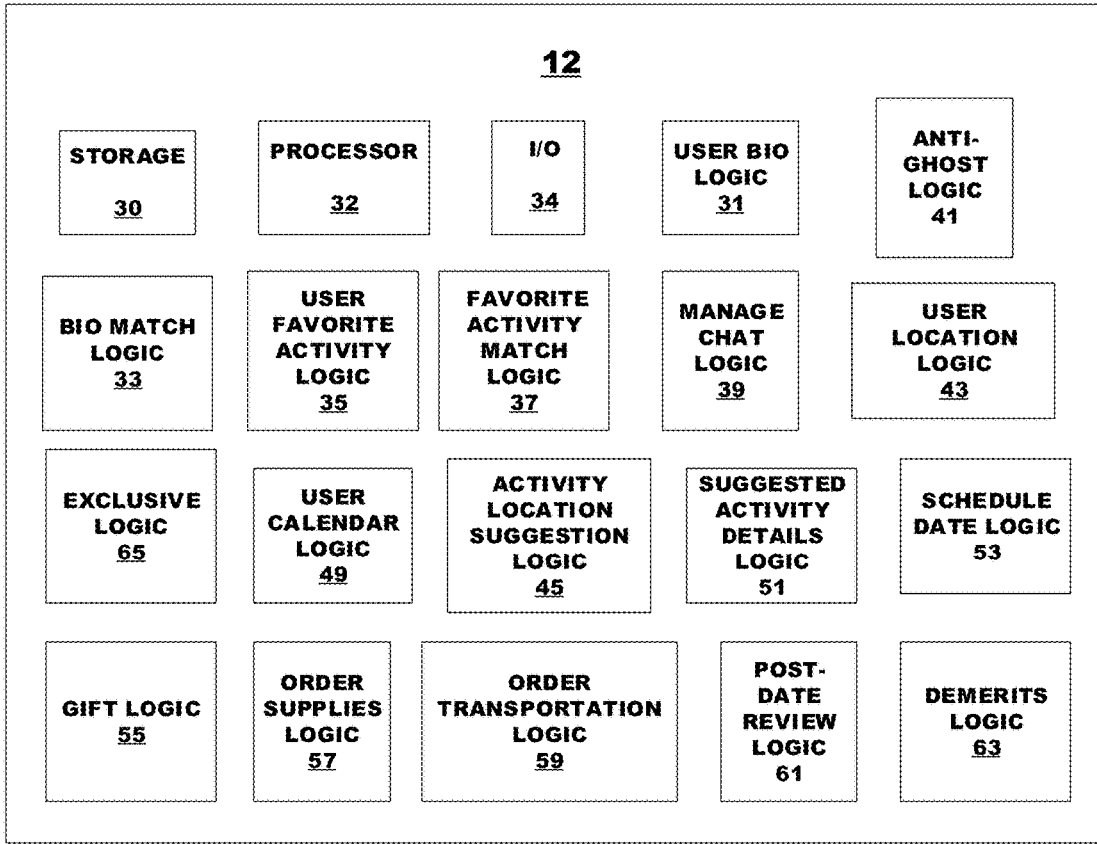 12
STORAGE
30
PROCESSOR
32
I/O
34
USER BIO
LOGIC
31
ANTI-
GHOST
LOGIC
41
BIO MATCH
LOGIC
33
USER
FAVORITE
ACTIVITY
LOGIC
35
FAVORITE
ACTIVITY
MATCH
LOGIC
37
MANAGE
CHAT
LOGIC
39
USER
LOCATION
LOGIC
43
EXCLUSIVE
LOGIC
65
USER
CALENDAR
LOGIC
49
ACTIVITY
LOCATION
SUGGESTION
LOGIC
45
SUGGESTED
ACTIVITY
DETAILS
LOGIC
51
SCHEDULE
DATE LOGIC
53
GIFT LOGIC
55
ORDER
SUPPLIES
LOGIC
57
ORDER
TRANSPORTATION
LOGIC
59
POST-
DATE
REVIEW
LOGIC
61
DEMERITS
LOGIC
63